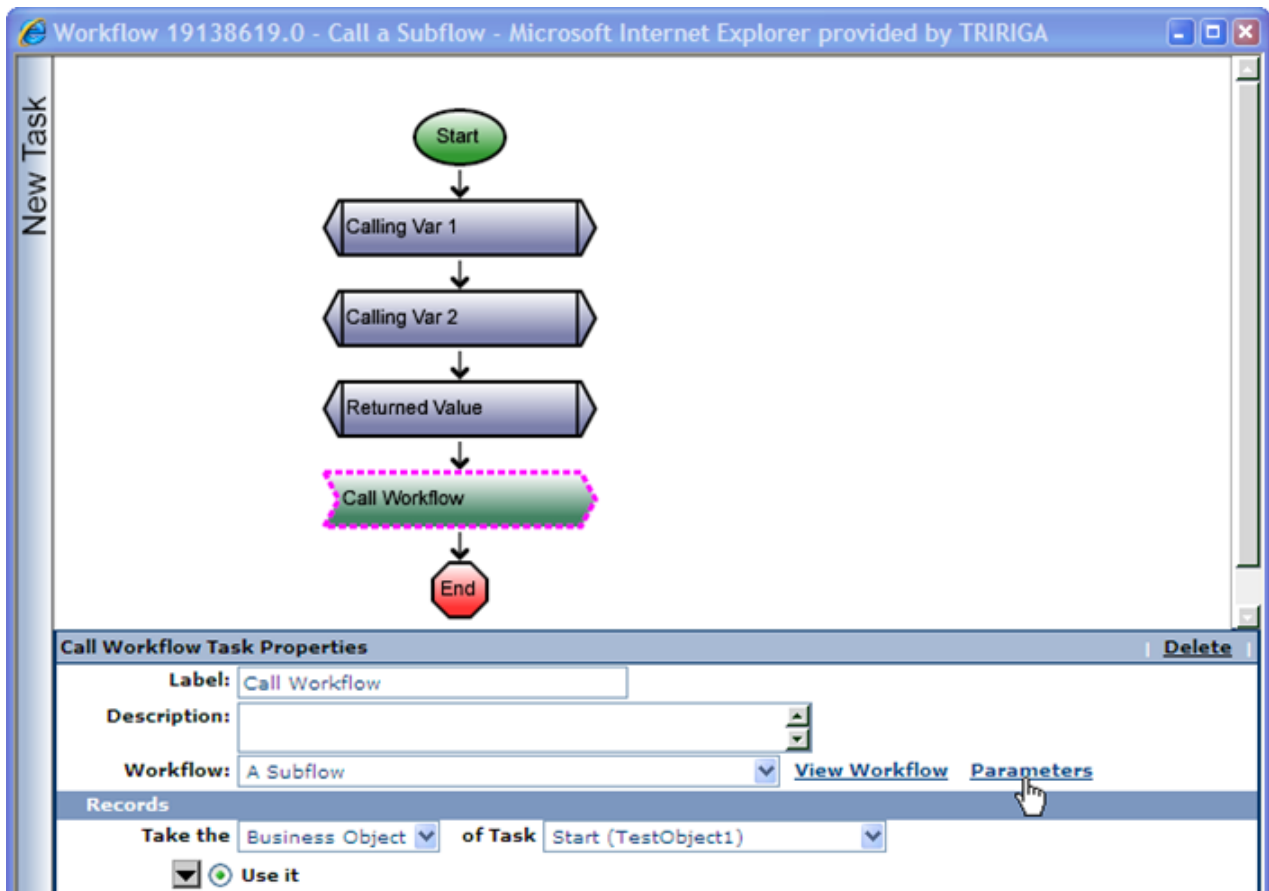 Workflow 19138619.0 - Call a Subflow - Microsoft Internet Explorer provided by TRIRIGA
New Task
Start
Calling Var 1
Calling Var 2
Returned Value
Call Workflow
End
Call Workflow Task Properties | Delete |
Label: Call Workflow
Description:
Workflow: A Subflow View Workflow Parameters
Records
Take the Business Object of Task Start (TestObject1)
Use it